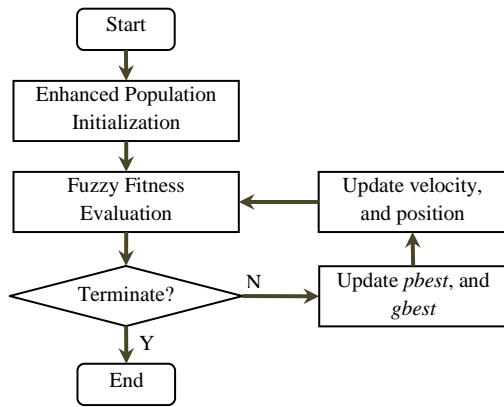 Start
Enhanced Population
Initialization
Fuzzy Fitness
Evaluation
Update velocity,
and position
Terminate?
N
Update pbest, and
gbest
Y
End